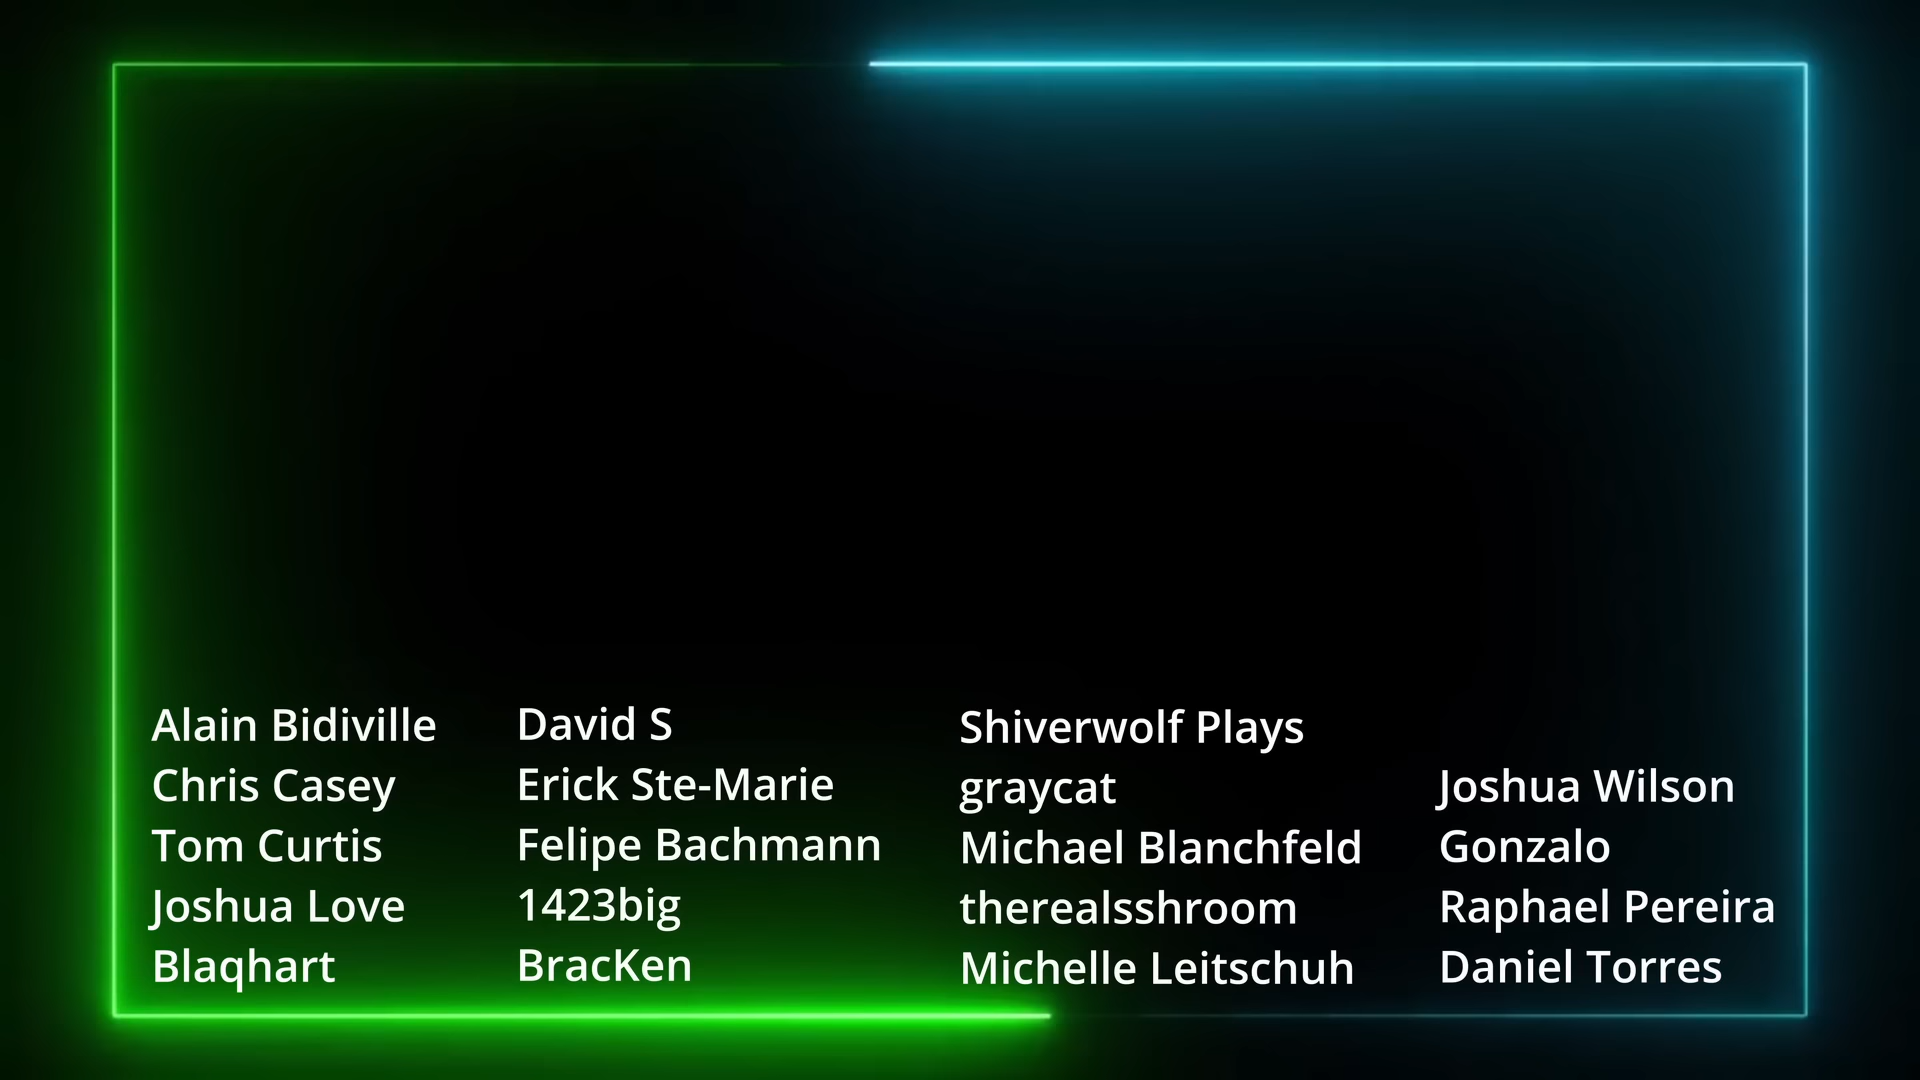 Alain Bidiville
Chris Casey
Tom Curtis
Joshua Love
Blaqhart
David S
Erick Ste-Marie
Felipe Bachmann
1423big
BracKen
Shiverwolf Plays
graycat
Michael Blanchfeld
therealsshroom
Michelle Leitschuh
Joshua Wilson
Gonzalo
Raphael Pereira
Daniel Torres